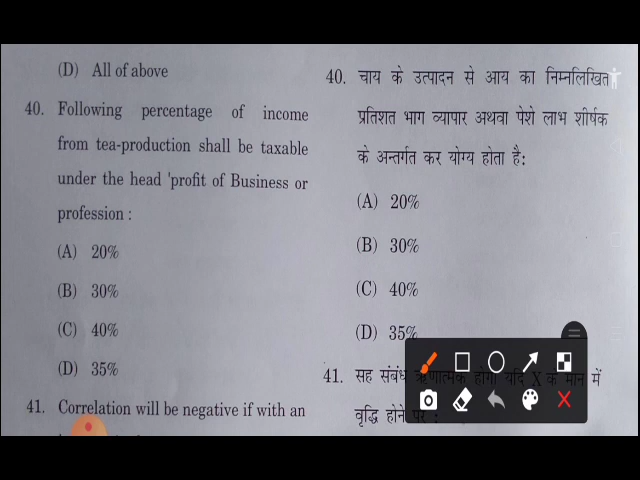 (D) All of above
40. Following percentage of income
from tea-production shall be taxable
under the head 'profit of Business or
profession :
(A) 20%
(B) 30%
(C) 40%
(D) 35%
41. Correlation will be negative if with an
40. चाय के उत्पादन से आय का निम्नलिखित
प्रतिशत भाग व्यापार अथवा पेशे लाभ शीर्षक
के अन्तर्गत कर योग्य होता है:
(A) 20%
(B) 30%
(C) 40%
(D) 35%
41. सह संबंध ऋणात्मक होगा यदि X के मान में
वृद्धि होने पर :